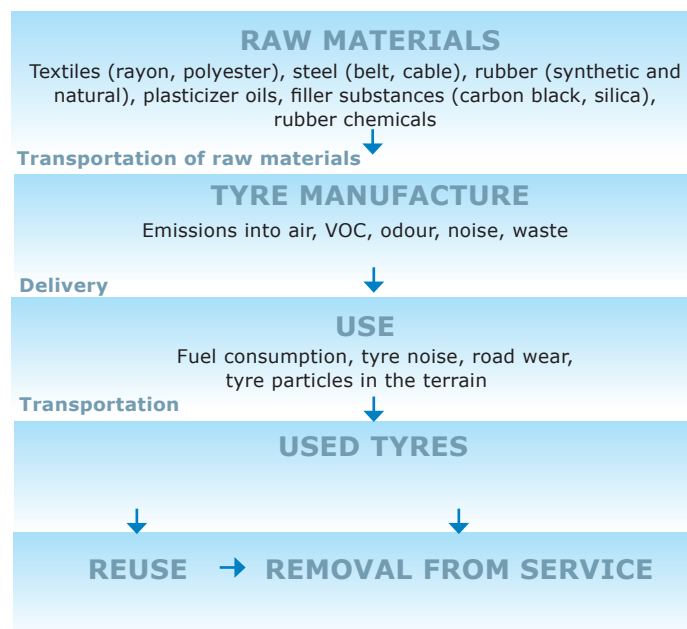 RAW MATERIALS
Textiles (rayon, polyester), steel (belt, cable), rubber (synthetic and
natural), plasticizer oils, filler substances (carbon black, silica),
rubber chemicals
Transportation of raw materials
TYRE MANUFACTURE
Emissions into air, VOC, odour, noise, waste
Delivery
USE
Fuel consumption, tyre noise, road wear,
tyre particles in the terrain
Transportation
USED TYRES
REUSE → REMOVAL FROM SERVICE